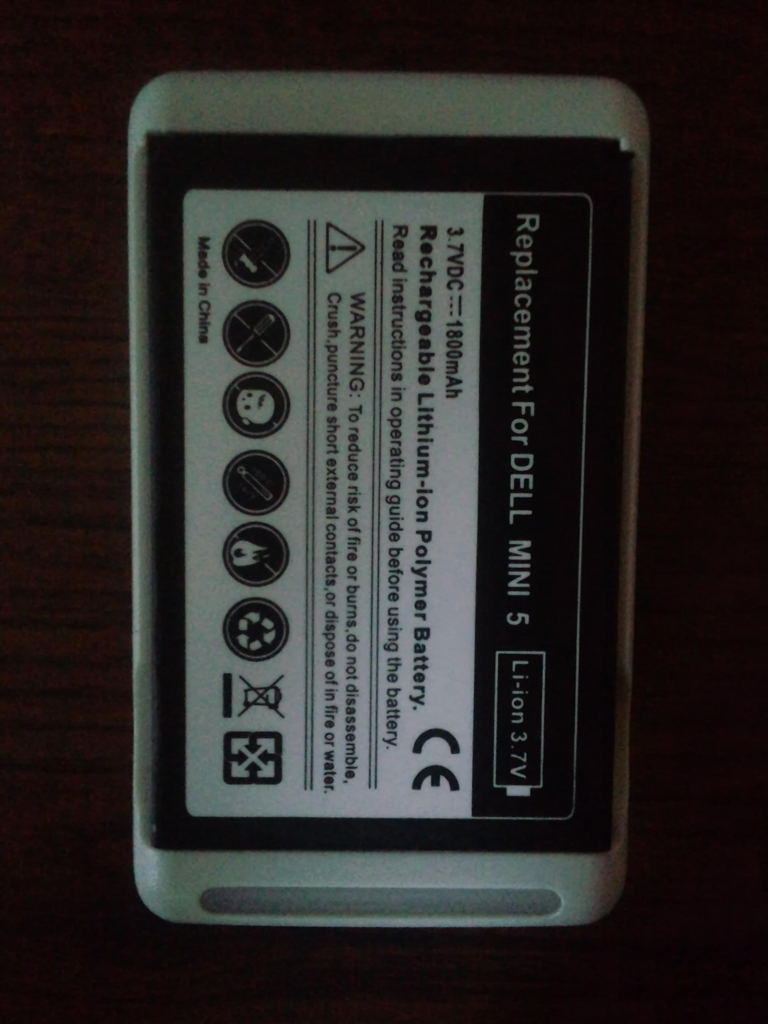 Replacement For DELL MINI 5
Li-ion 3.7V
3.7VDC 1800mAh
Rechargeable Lithium-Ion Polymer Battery.
Read instructions in operating guide before using the battery.
CE
WARNING: To reduce risk of fire or burns,do not disassemble,
Crush,puncture short external contacts,or dispose of in fire or water.
Made in China